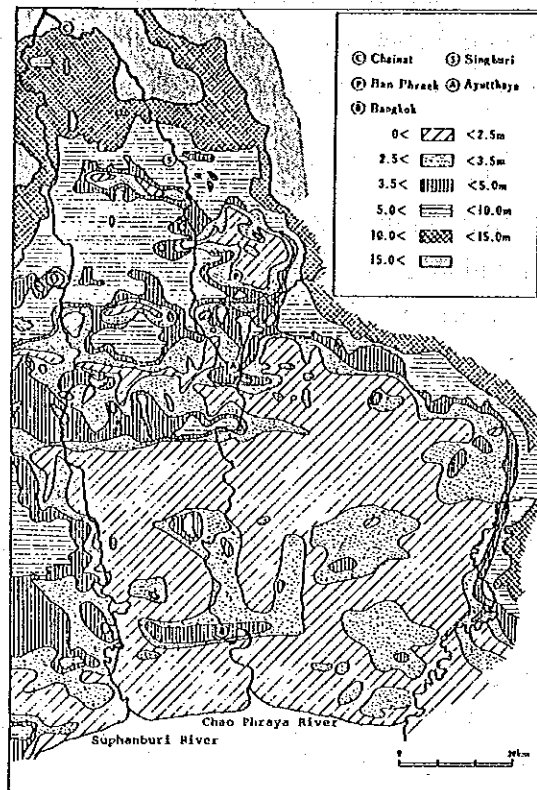 Ⓒ Chainat Ⓢ Singburi
Ⓟ Ban Phraek Ⓐ Ayutthaya
Ⓑ Bangkok
0< <2.5m
2.5< <3.5m
3.5< <5.0m
5.0< <10.0m
10.0< <15.0m
15.0<
Chao Phraya River
Suphanburi River
0 20km